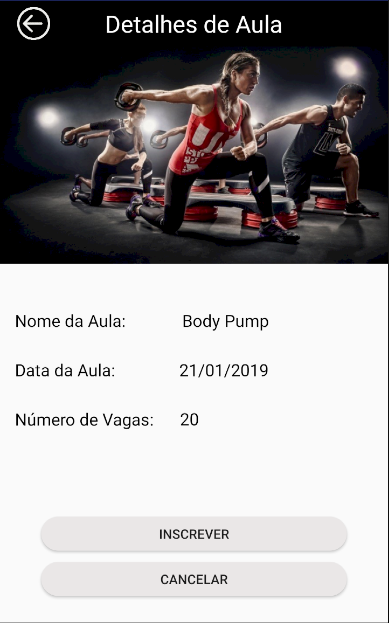 Detalhes de Aula
Nome da Aula: Body Pump
Data da Aula: 21/01/2019
Número de Vagas: 20
INSCREVER
CANCELAR